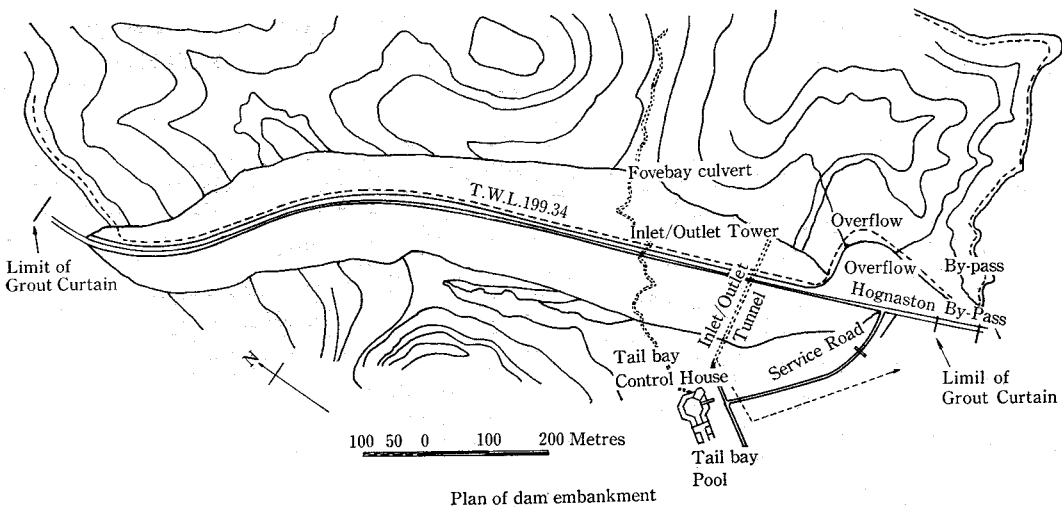 Fovebay culvert
T.W.L.199.34
Inlet/Outlet Tower
Overflow
Limit of
Grout Curtain
Overflow
By-pass
Hognaston
By-Pass
Inlet/Outlet
Tunnel
Service Road
N
Tail bay
Control House
Limil of
Grout Curtain
100 50 0 100 200 Metres
Tail bay
Pool
Plan of dam embankment